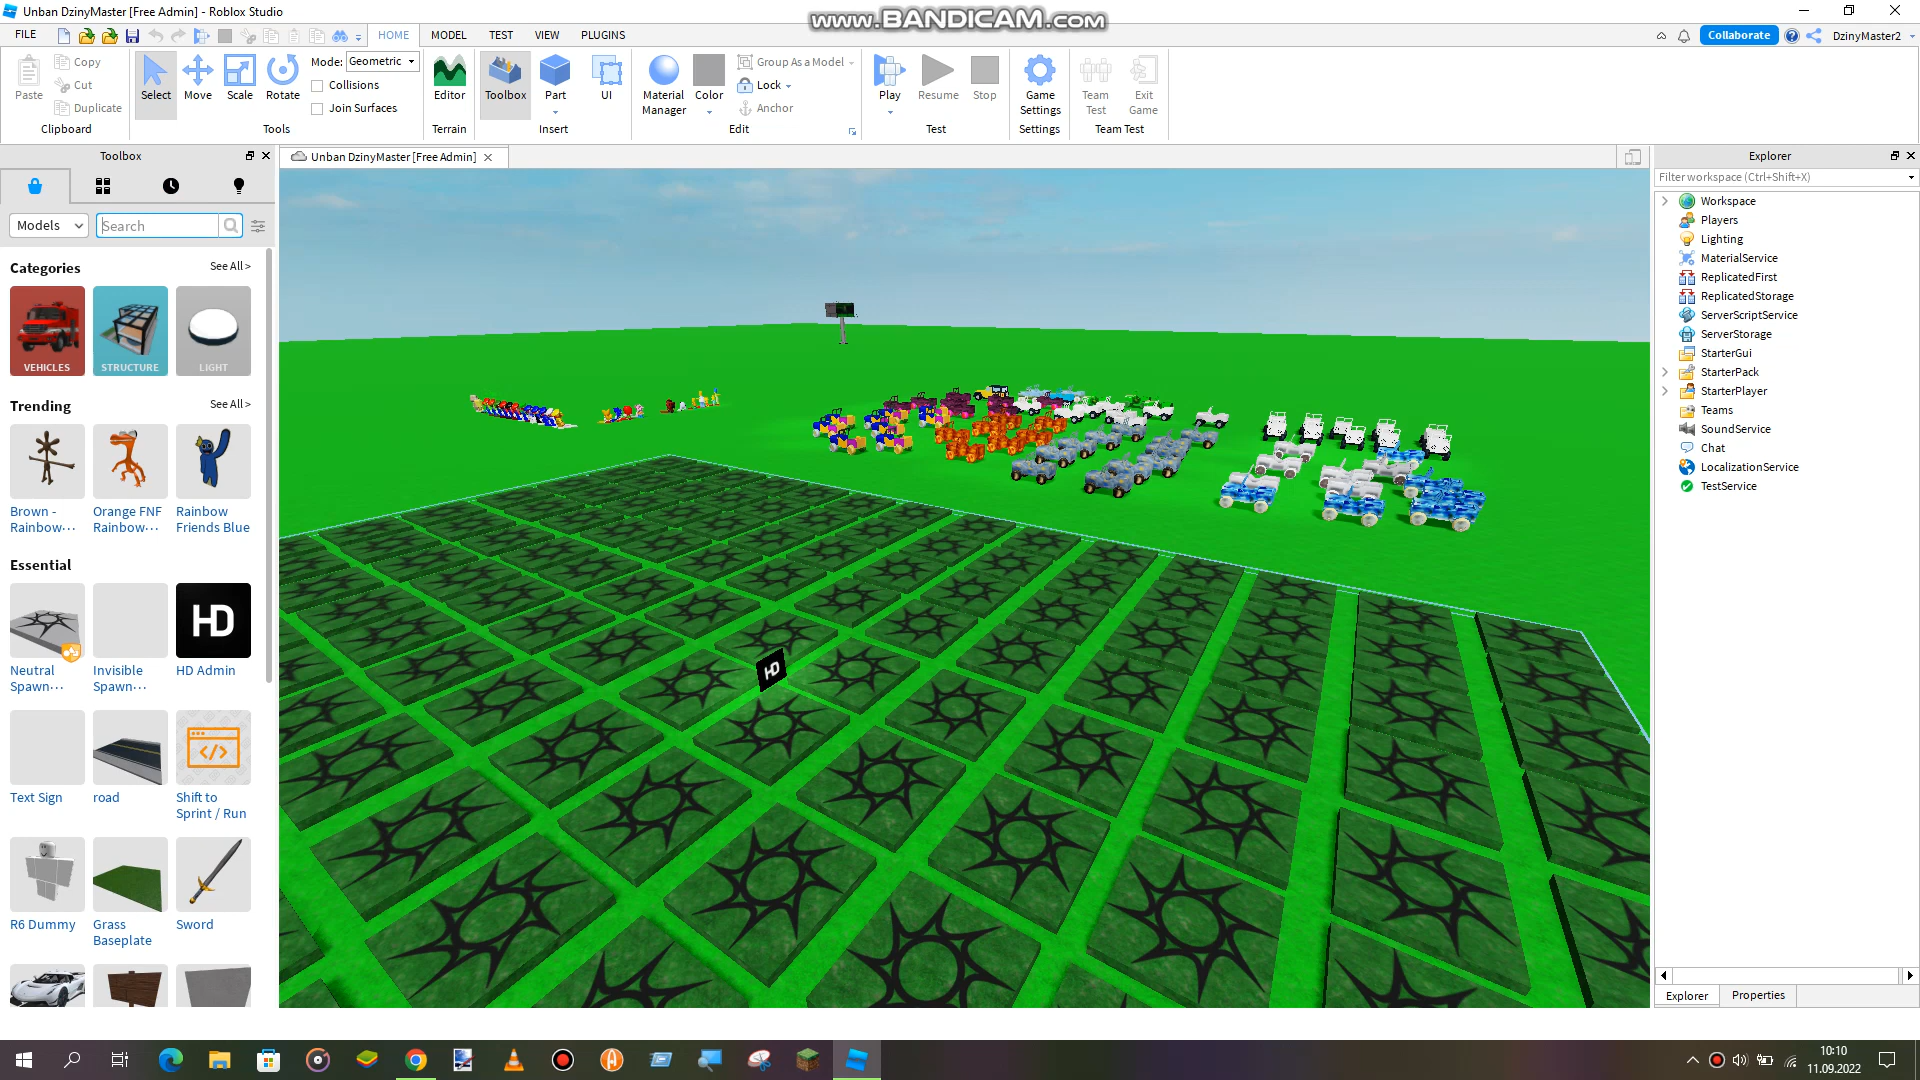 Unban DzinyMaster [Free Admin] - Roblox Studio
www.BANDICAM.com
FILE
HOME
MODEL
TEST
VIEW
PLUGINS
Collaborate
DzinyMaster2
Paste
Copy
Cut
Duplicate
Clipboard
Select
Move
Scale
Rotate
Mode:
Geometric
Collisions
Join Surfaces
Tools
Editor
Terrain
Toolbox
Part
UI
Insert
Material
Manager
Color
Group As a Model
Lock
Anchor
Edit
Play
Resume
Stop
Test
Game
Settings
Settings
Team
Test
Exit
Game
Team Test
Toolbox
Models
Search
Categories
See All >
VEHICLES
STRUCTURE
LIGHT
Trending
See All >
Brown -
Rainbow...
Orange FNF
Rainbow...
Rainbow
Friends Blue
Essential
HD
Neutral
Spawn...
Invisible
Spawn...
HD Admin
Text Sign
road
Shift to
Sprint / Run
R6 Dummy
Grass
Baseplate
Sword
Unban DzinyMaster [Free Admin]
HD
Explorer
Filter workspace (Ctrl+Shift+X)
Workspace
Players
Lighting
MaterialService
ReplicatedFirst
ReplicatedStorage
ServerScriptService
ServerStorage
StarterGui
StarterPack
StarterPlayer
Teams
SoundService
Chat
LocalizationService
TestService
Explorer
Properties
10:10
11.09.2022